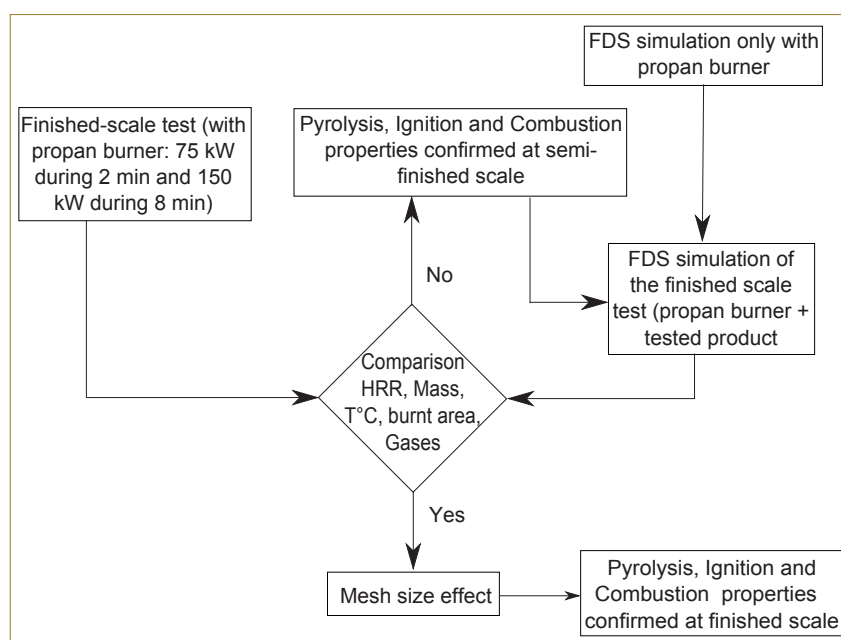 FDS simulation only with
propan burner
Finished-scale test (with
propan burner: 75 kW
during 2 min and 150
kW during 8 min)
Pyrolysis, Ignition and Combustion
properties confirmed at semi-
finished scale
FDS simulation of
the finished scale
test (propan burner +
tested product
No
Comparison
HRR, Mass,
T°C, burnt area,
Gases
Yes
Mesh size effect
Pyrolysis, Ignition and
Combustion properties
confirmed at finished scale